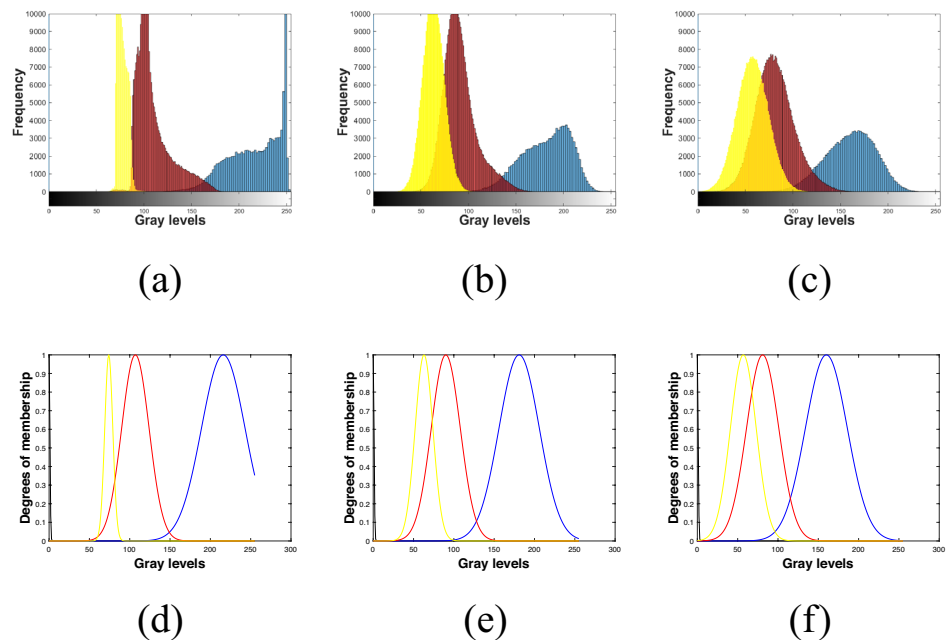 10000 10000 10000
9000 9000 9000
8000 8000 8000
7000 7000 7000
6000 6000 6000
5000 5000 5000
4000 4000 4000
3000 3000 3000
2000 2000 2000
1000 1000 1000
0 0 0
Frequency Frequency Frequency
0 50 100 150 200 250 0 50 100 150 200 250 0 50 100 150 200 250
Gray levels Gray levels Gray levels
(a) (b) (c)
1 1 1
0.9 0.9 0.9
0.8 0.8 0.8
0.7 0.7 0.7
0.6 0.6 0.6
0.5 0.5 0.5
0.4 0.4 0.4
0.3 0.3 0.3
0.2 0.2 0.2
0.1 0.1 0.1
0 0 0
Degrees of membership Degrees of membership Degrees of membership
0 50 100 150 200 250 300 0 50 100 150 200 250 300 0 50 100 150 200 250 300
Gray levels Gray levels Gray levels
(d) (e) (f)